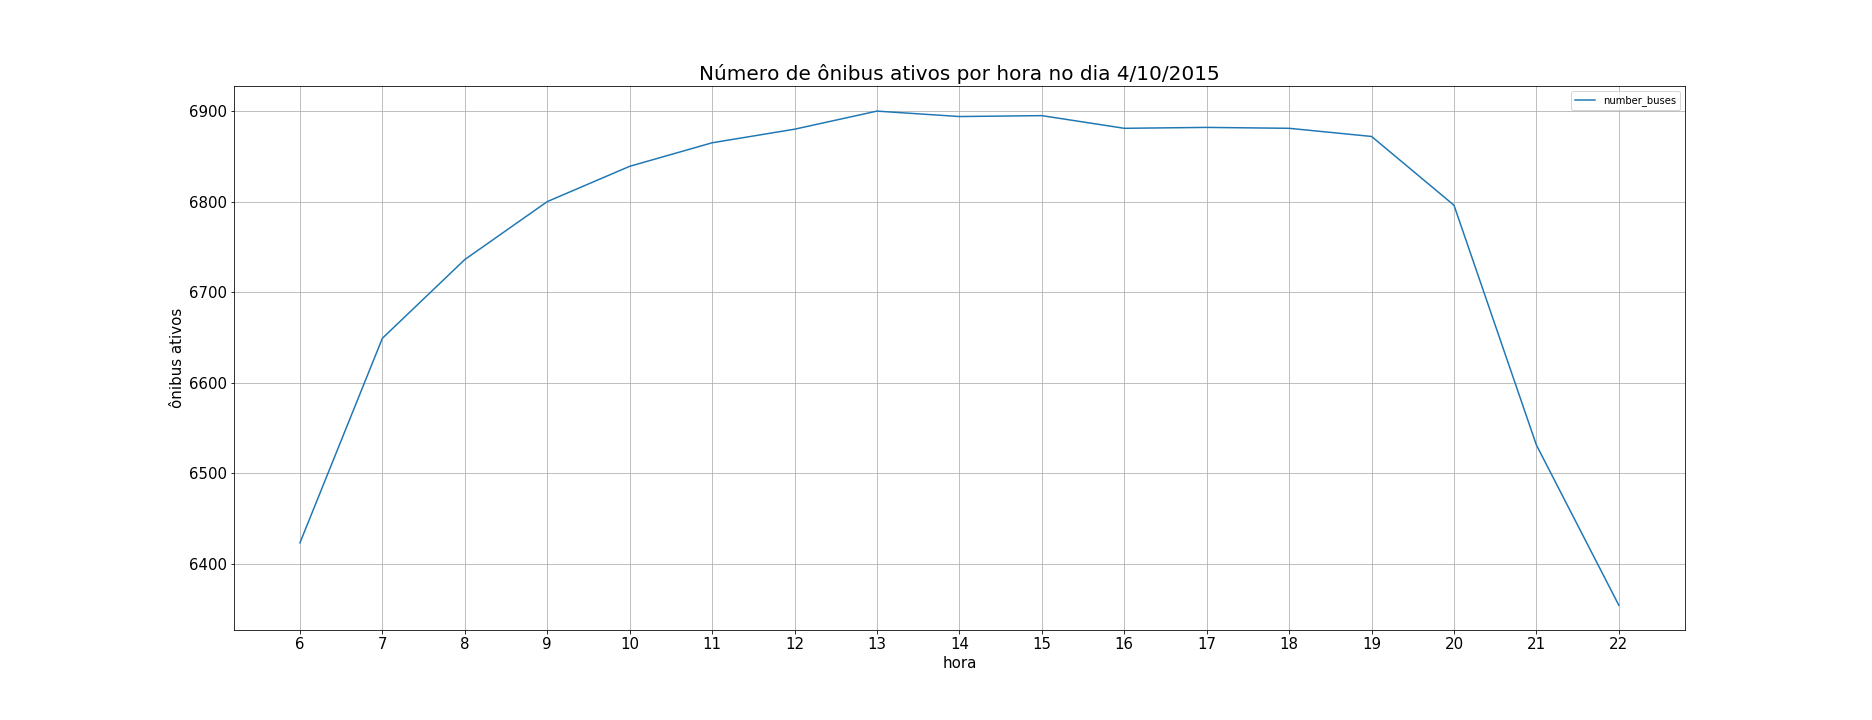 Número de ônibus ativos por hora no dia 4/10/2015
number_buses
6900
6800
6700
6600
6500
6400
ônibus ativos
6 7 8 9 10 11 12 13 14 15 16 17 18 19 20 21 22
hora